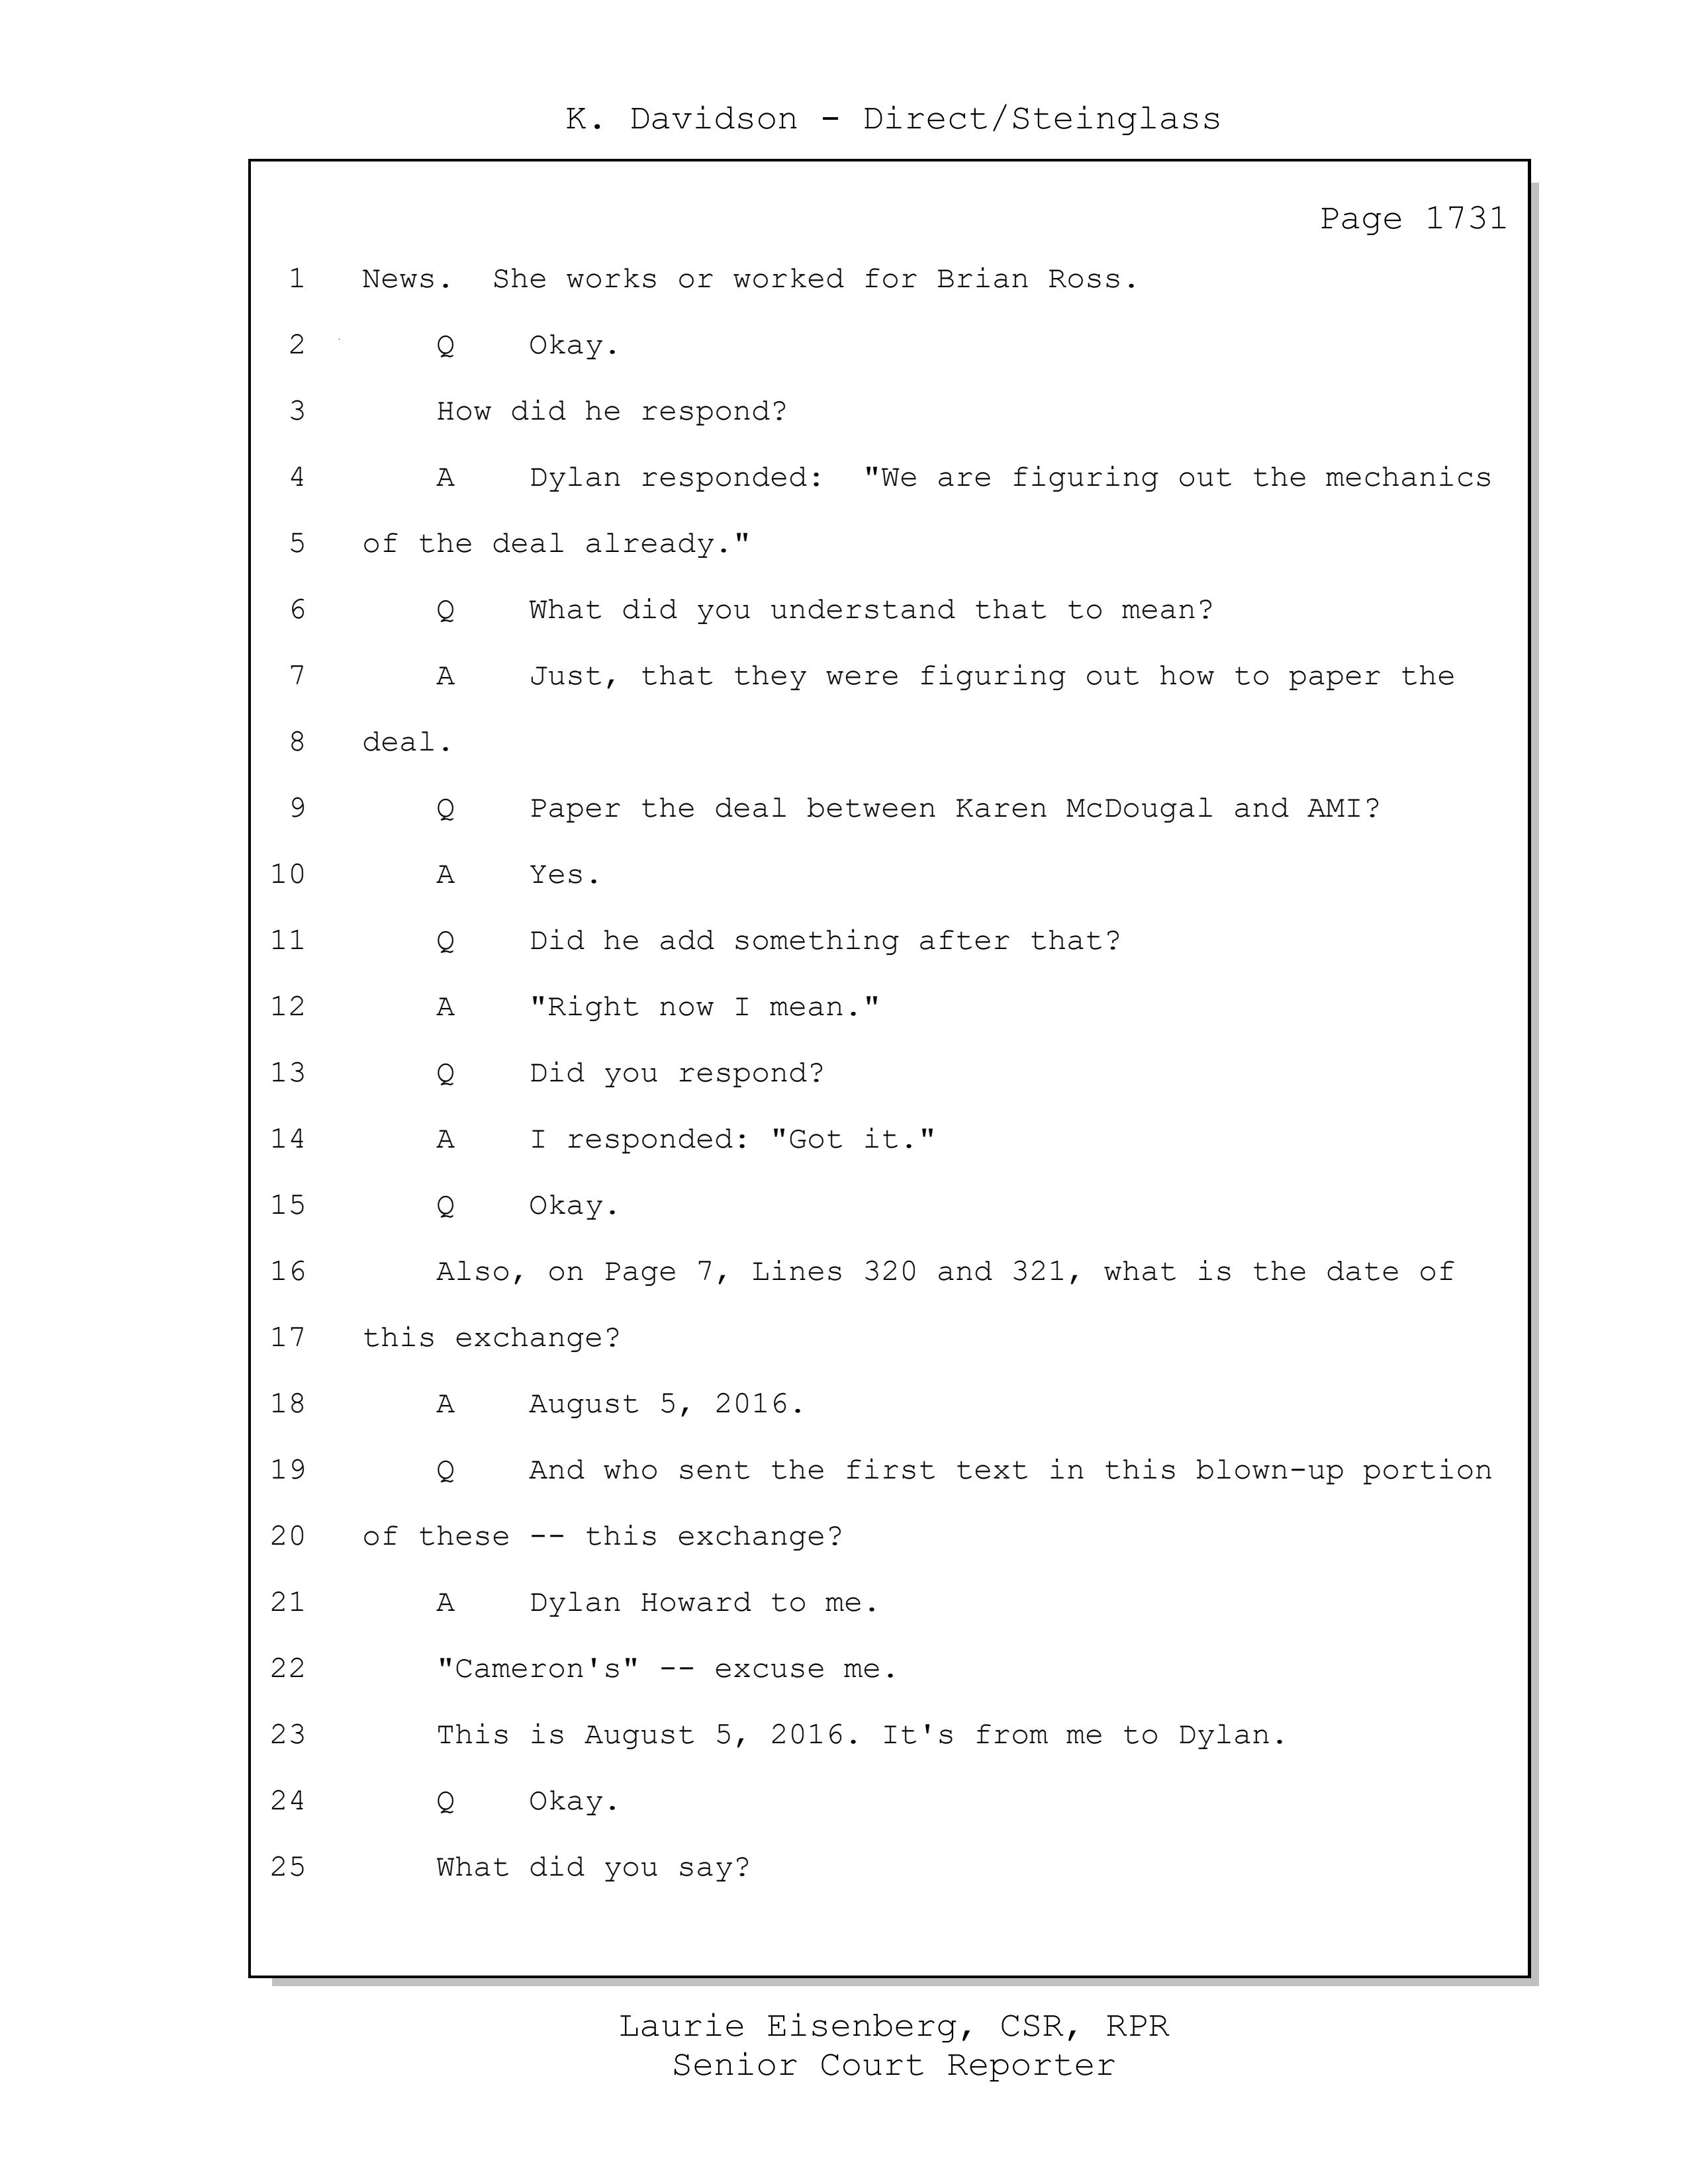 K. Davidson - Direct/Steinglass
Page 1731
1 News. She works or worked for Brian Ross.
2 Q Okay.
3 How did he respond?
4 A Dylan responded: "We are figuring out the mechanics
5 of the deal already."
6 Q What did you understand that to mean?
7 A Just, that they were figuring out how to paper the
8 deal.
9 Q Paper the deal between Karen McDougal and AMI?
10 A Yes.
11 Q Did he add something after that?
12 A "Right now I mean."
13 Q Did you respond?
14 A I responded: "Got it."
15 Q Okay.
16 Also, on Page 7, Lines 320 and 321, what is the date of
17 this exchange?
18 A August 5, 2016.
19 Q And who sent the first text in this blown-up portion
20 of these -- this exchange?
21 A Dylan Howard to me.
22 "Cameron's" -- excuse me.
23 This is August 5, 2016. It's from me to Dylan.
24 Q Okay.
25 What did you say?
Laurie Eisenberg, CSR, RPR
Senior Court Reporter